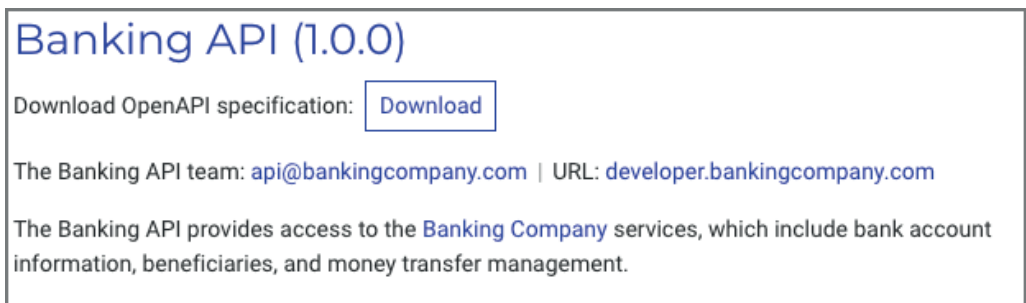 Banking API (1.0.0)
Download OpenAPI specification: Download
The Banking API team: api@bankingcompany.com | URL: developer.bankingcompany.com
The Banking API provides access to the Banking Company services, which include bank account
information, beneficiaries, and money transfer management.